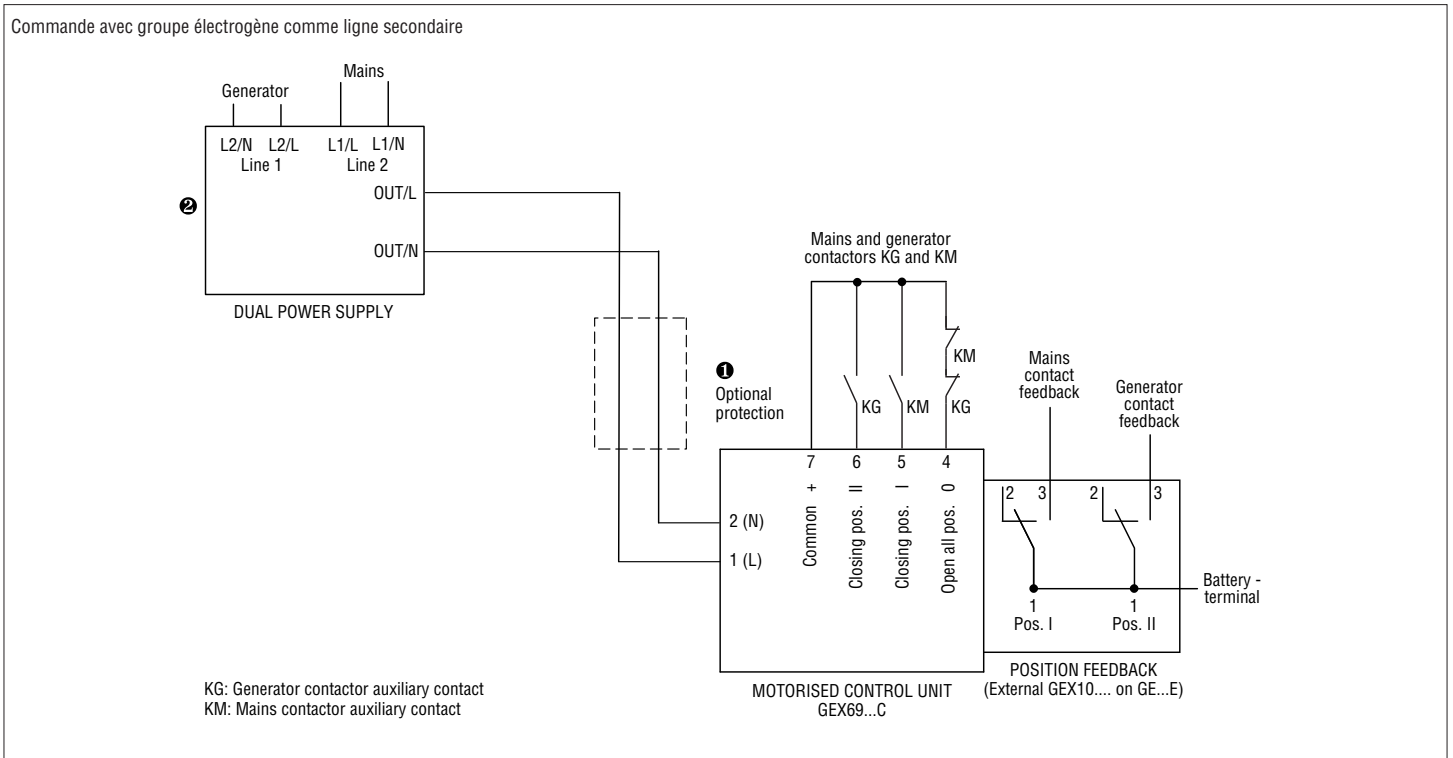 Commande avec groupe électrogène comme ligne secondaire
Mains
Generator
L2/N L2/L L1/L L1/N
Line 1 Line 2
OUT/L
❷
OUT/N
DUAL POWER SUPPLY
Mains and generator
contactors KG and KM
KM
KG KM KG
❶
Optional
protection
Mains
contact
feedback
Generator
contact
feedback
7 6 5 4
+ II I 0
Common
Closing pos.
Closing pos.
Open all pos.
2 (N)
1 (L)
2 3 2 3
Battery -
terminal
1 1
Pos. I Pos. II
POSITION FEEDBACK
(External GEX10.... on GE...E)
MOTORISED CONTROL UNIT
GEX69...C
KG: Generator contactor auxiliary contact
KM: Mains contactor auxiliary contact